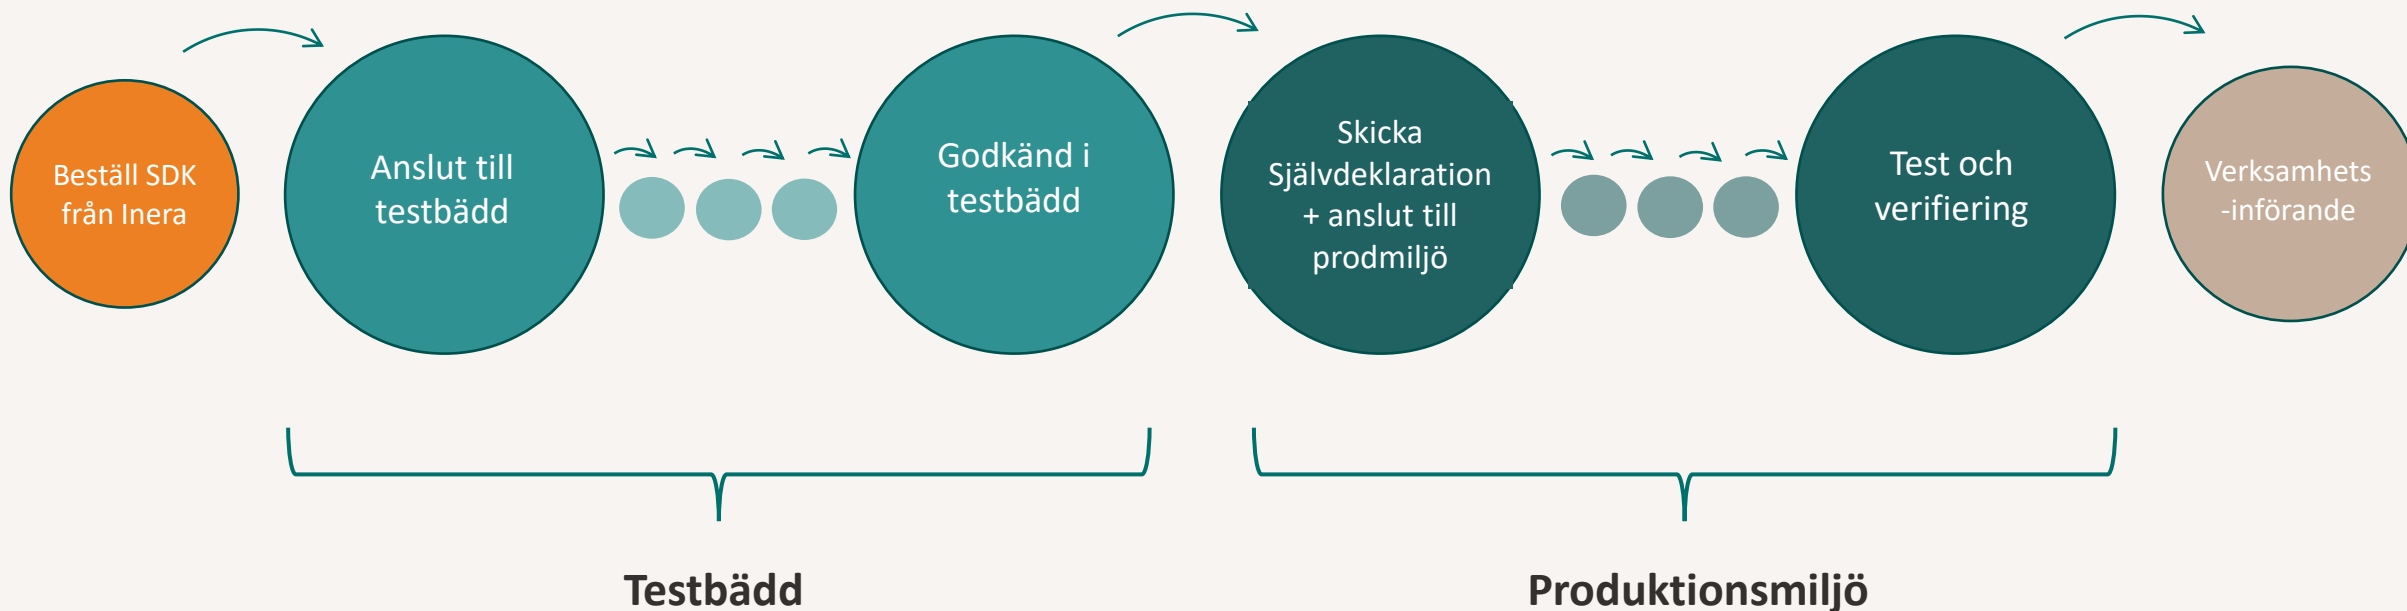 Beställ SDK
från Inera
Anslut till
testbädd
Godkänd i
testbädd
Skicka
Självdeklaration
+ anslut till
prodmiljö
Test och
verifiering
Verksamhets
-införande
Testbädd
Produktionsmiljö